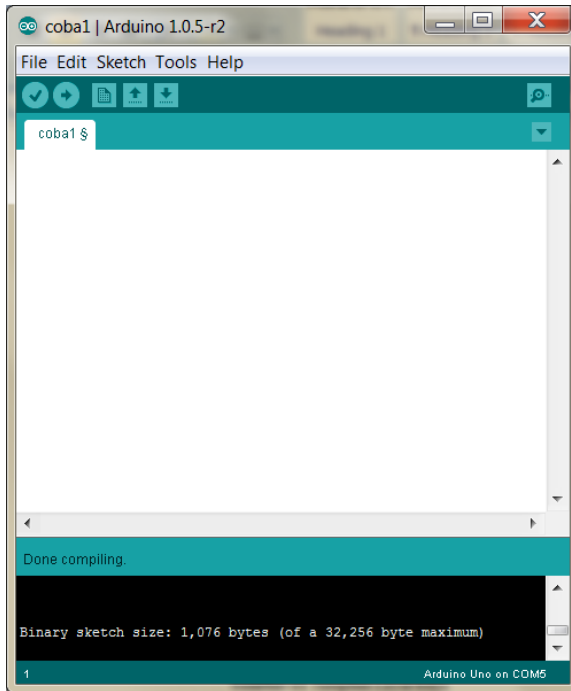 coba1 | Arduino 1.0.5-r2
File Edit Sketch Tools Help
coba1 §
Done compiling.
Binary sketch size: 1,076 bytes (of a 32,256 byte maximum)
1
Arduino Uno on COM5